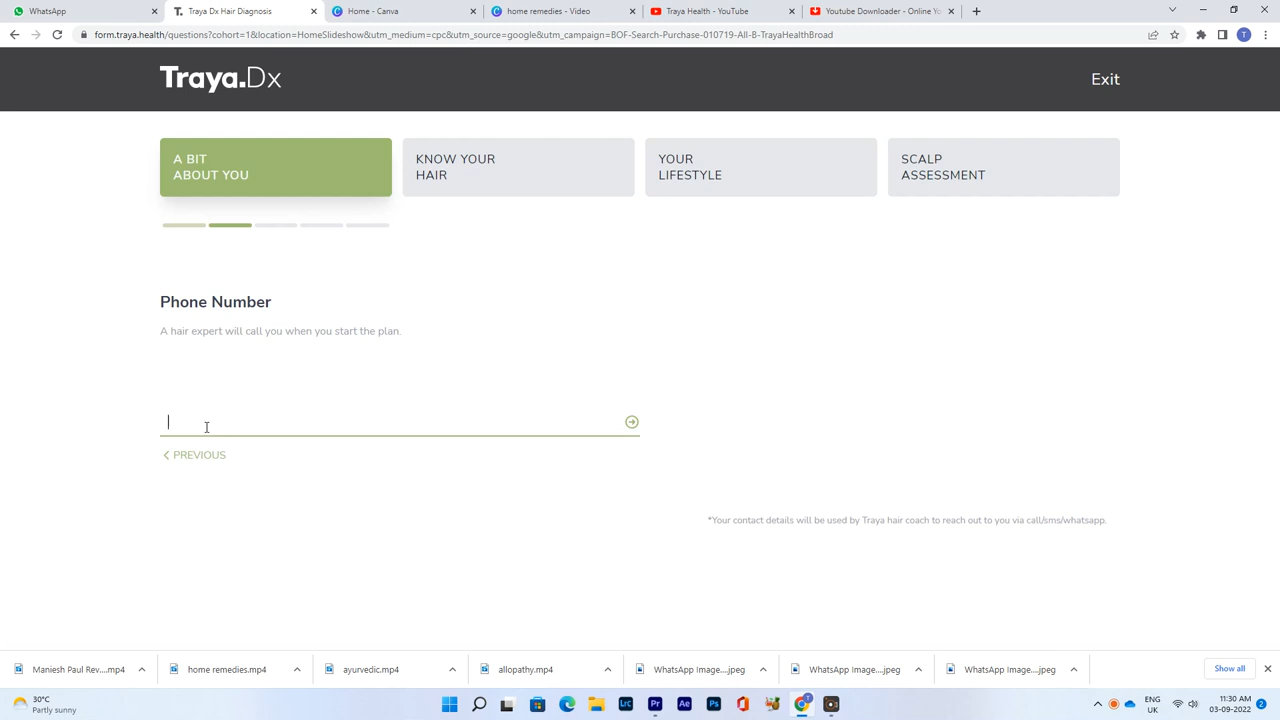 WhatsApp
Traya Dx Hair Diagnosis
Home - Canva
home remedies - Video
Traya Health - YouTube
Youtube Downloader - Online Yo
form.traya.health/questions?cohort=1&location=HomeSlideshow&utm_medium=cpc&utm_source=google&utm_campaign=BOF-Search-Purchase-010719-All-B-TrayaHealthBroad
T
Traya.Dx
Exit
A BIT
ABOUT YOU
KNOW YOUR
HAIR
YOUR
LIFESTYLE
SCALP
ASSESSMENT
Phone Number
A hair expert will call you when you start the plan.
PREVIOUS
*Your contact details will be used by Traya hair coach to reach out to you via call/sms/whatsapp.
Maniesh Paul Rev....mp4
home remedies.mp4
ayurvedic.mp4
allopathy.mp4
WhatsApp Image....jpeg
WhatsApp Image....jpeg
WhatsApp Image....jpeg
Show all
30°C
Partly sunny
Lrc
Pr
Ae
Ps
ENG
UK
11:30 AM
03-09-2022
2